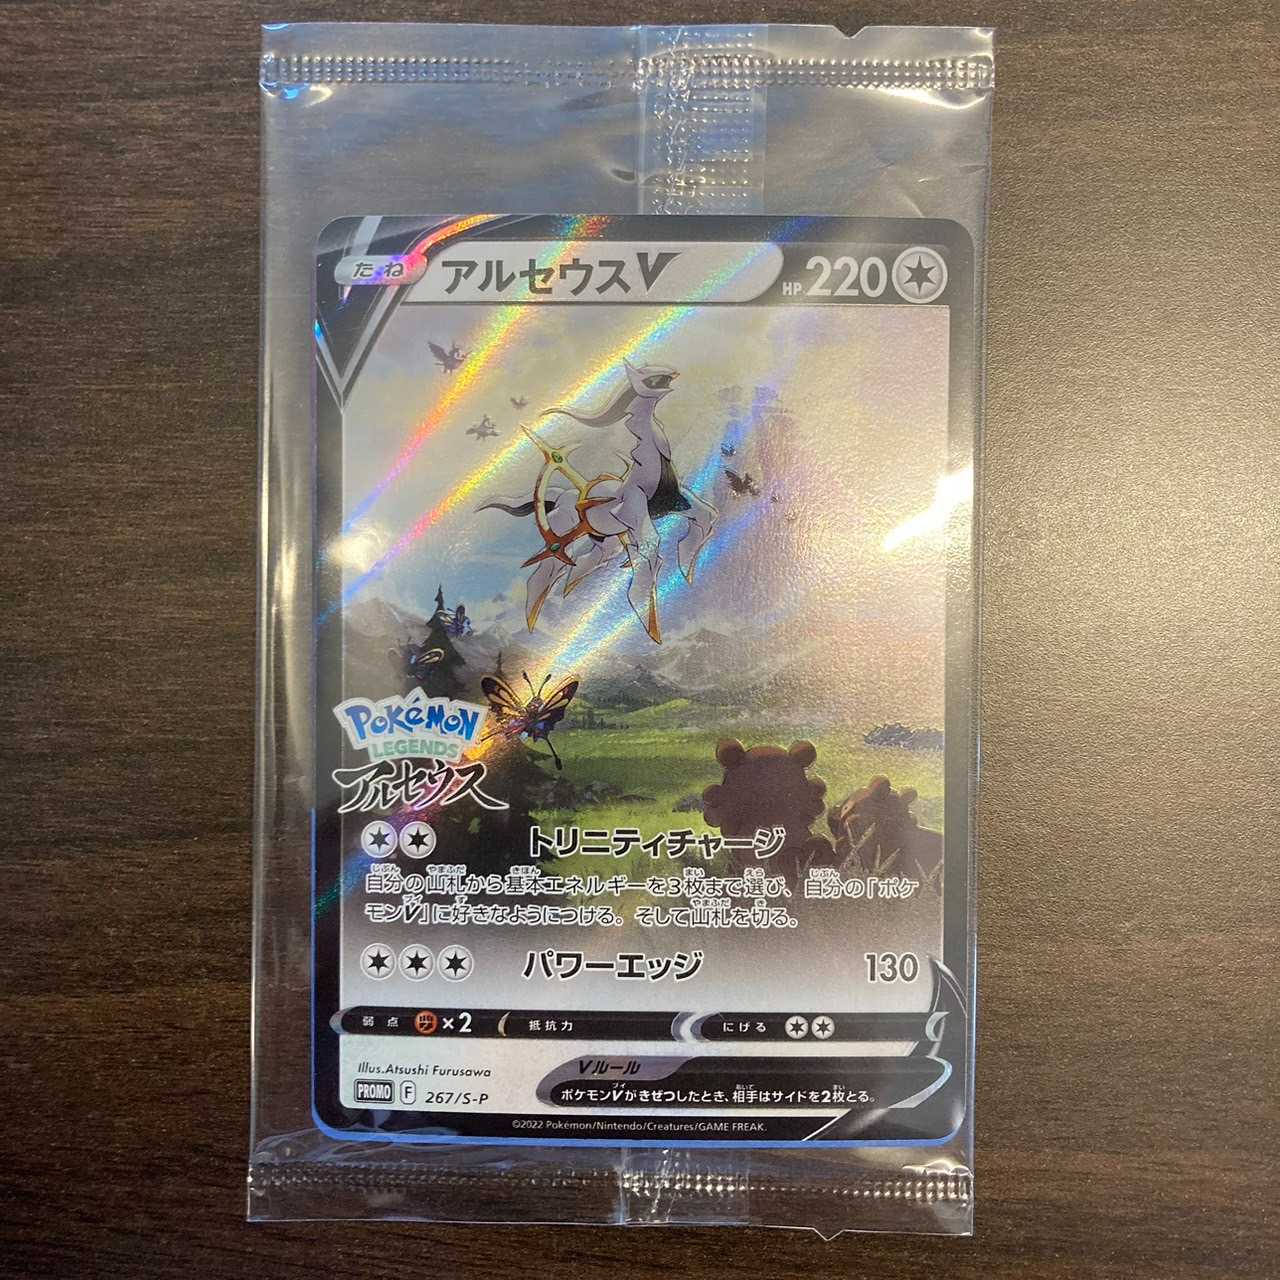 たね
アルセウスV
HP 220
POKéMON
LEGENDS
アルセウス
トリニティチャージ
自分の山札から基本エネルギーを3枚まで選び、自分の「ポケ
モンV」に好きなようにつける。そして山札を切る。
パワーエッジ 130
弱点 ×2 抵抗力 にげる
Illus.Atsushi Furusawa
Vルール
PROMO F 267/S-P
ポケモンVがきぜつしたとき、相手はサイドを2枚とる。
©2022 Pokémon/Nintendo/Creatures/GAME FREAK.